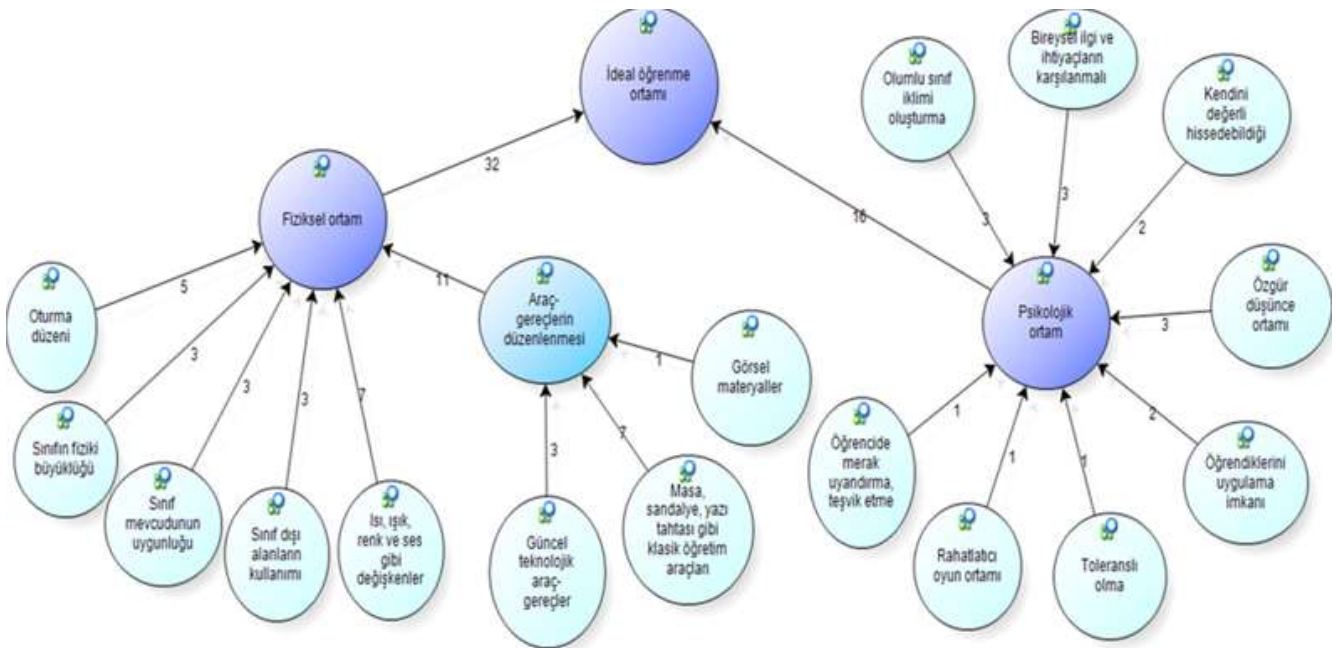 İdeal öğrenme
ortamı
32
16
Fiziksel ortam
Oturma
düzeni
5
Sınıfın fiziki
büyüklüğü
3
Sınıf
mevcudunun
uygunluğu
3
Sınıf dışı
alanların
kullanımı
3
Isı, ışık,
renk ve ses
gibi
değişkenler
7
11
Araç-
gereçlerin
düzenlenmesi
Güncel
teknolojik
araç-
gereçler
3
Masa,
sandalye, yazı
tahtası gibi
klasik öğretim
araçları
7
Görsel
materyaller
1
Psikolojik
ortam
Olumlu sınıf
iklimi
oluşturma
3
Bireysel ilgi ve
ihtiyaçların
karşılanmalı
3
Kendini
değerli
hissedebildiği
2
Özgür
düşünce
ortamı
3
Öğrendiklerini
uygulama
imkanı
2
Toleranslı
olma
1
Rahatlatıcı
oyun ortamı
1
Öğrencide
merak
uyandırma,
teşvik etme
1